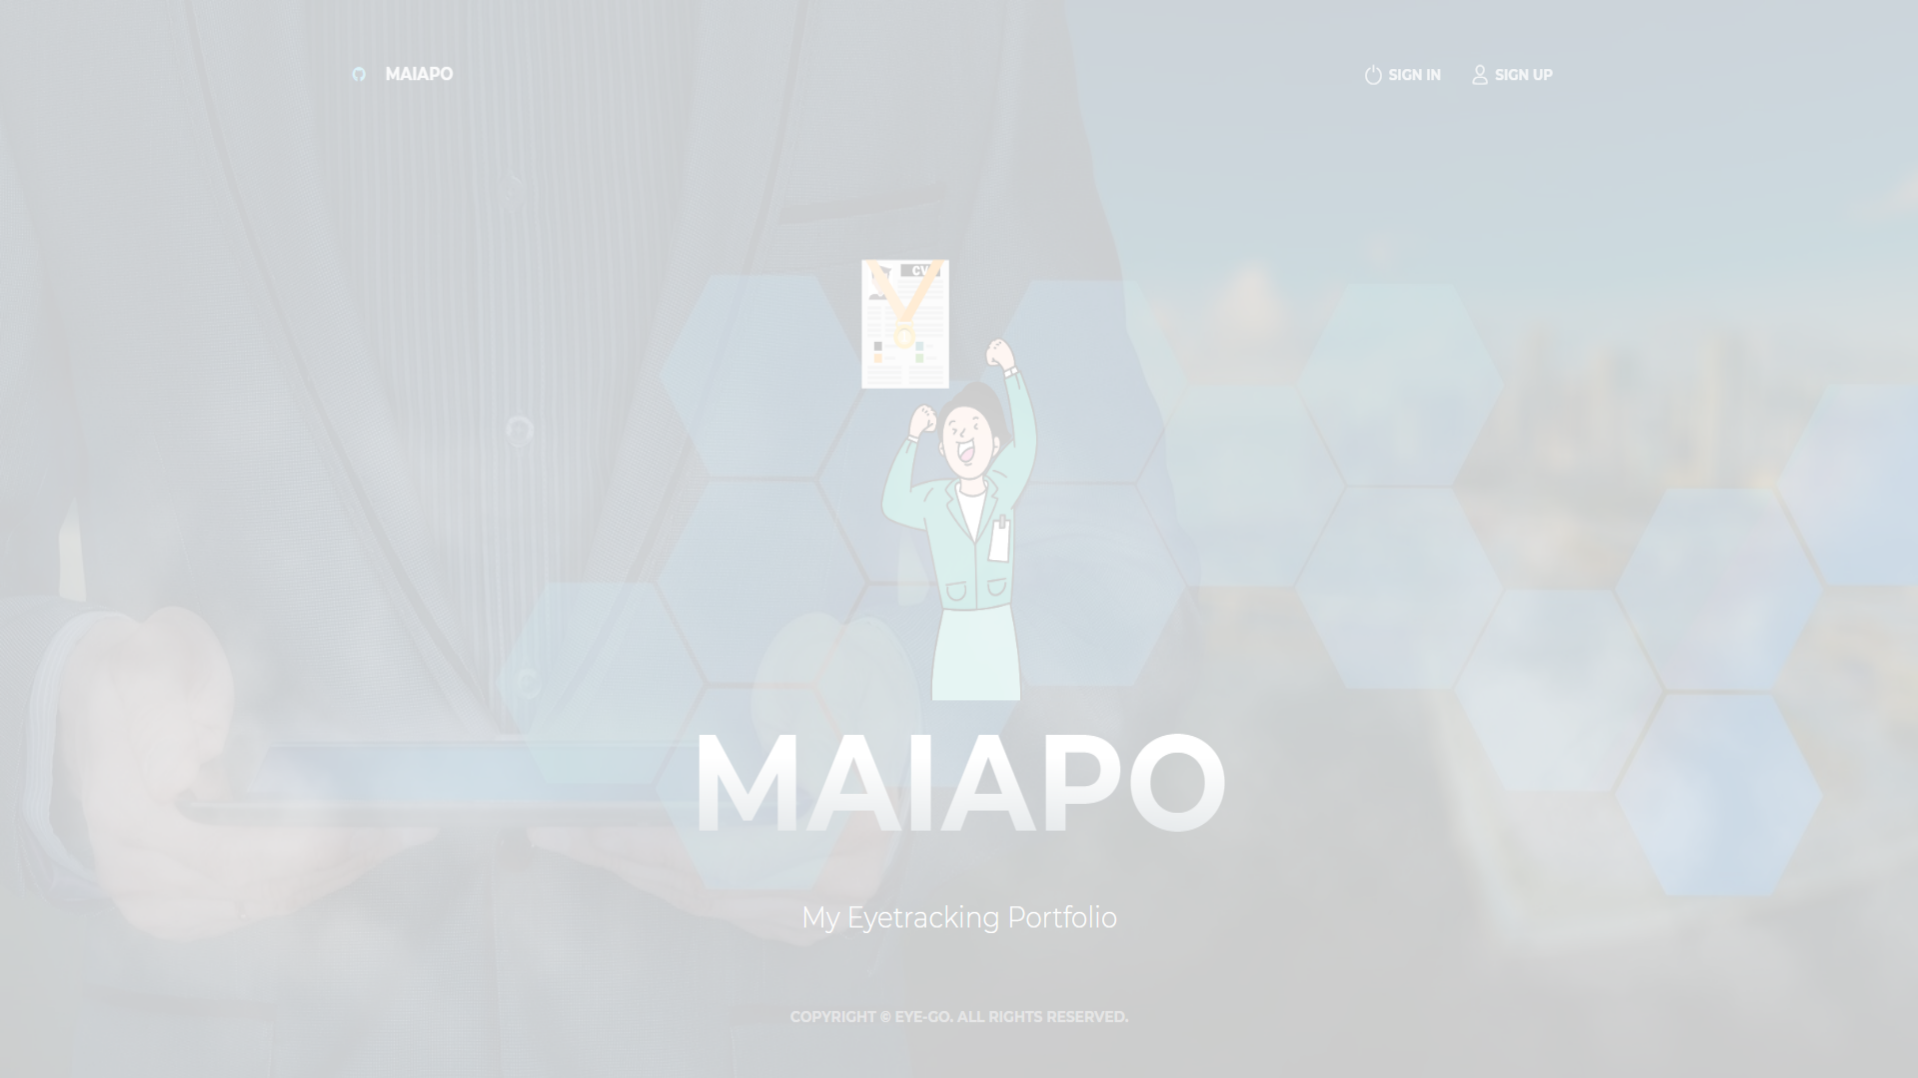 MAIAPO
SIGN IN
SIGN UP
CV
MAIAPO
My Eyetracking Portfolio
COPYRIGHT © EYE-GO. ALL RIGHTS RESERVED.